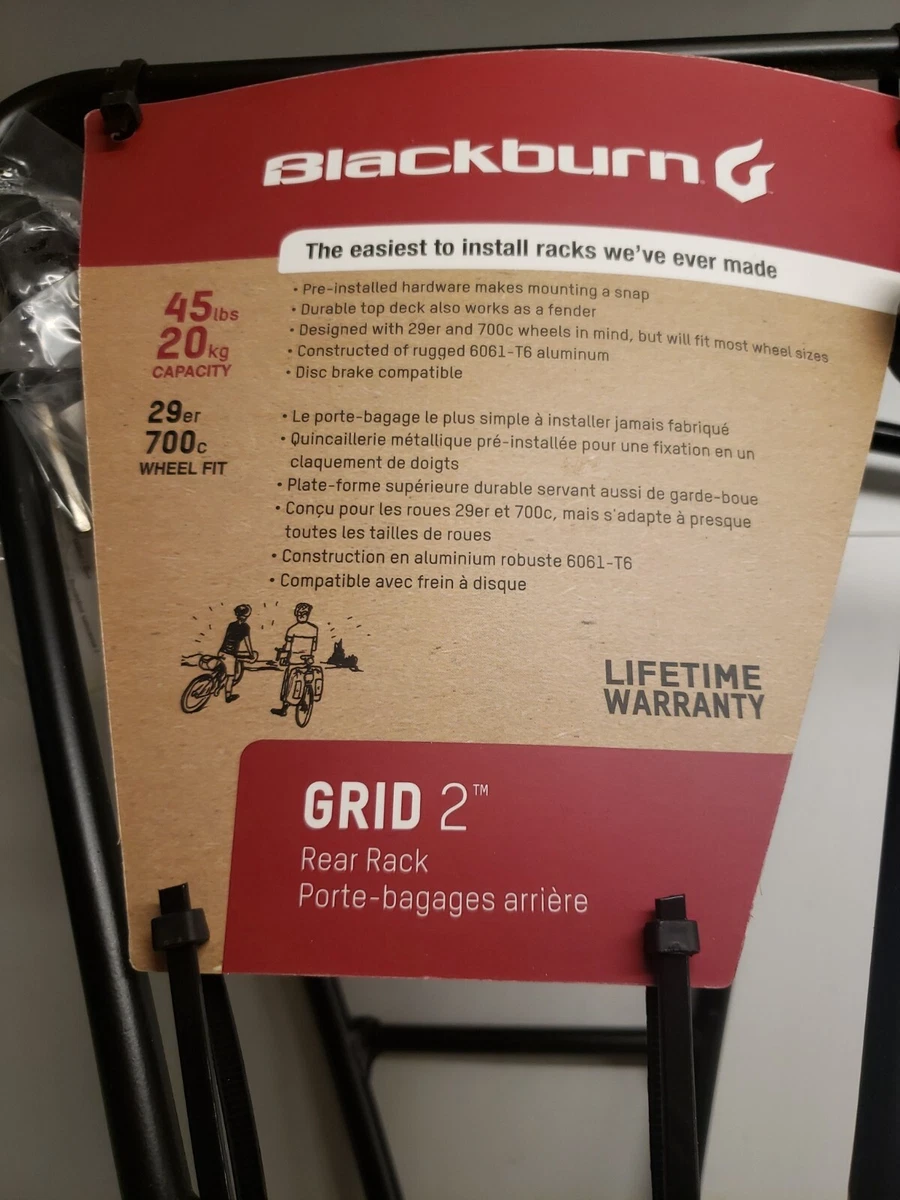 Blackburn
The easiest to install racks we've ever made
45lbs
20kg
CAPACITY
29er
700c
WHEEL FIT
• Pre-installed hardware makes mounting a snap
• Durable top deck also works as a fender
• Designed with 29er and 700c wheels in mind, but will fit most wheel sizes
• Constructed of rugged 6061-T6 aluminum
• Disc brake compatible
• Le porte-bagage le plus simple à installer jamais fabriqué
• Quincaillerie métallique pré-installée pour une fixation en un
claquement de doigts
• Plate-forme supérieure durable servant aussi de garde-boue
• Conçu pour les roues 29er et 700c, mais s'adapte à presque
toutes les tailles de roues
• Construction en aluminium robuste 6061-T6
• Compatible avec frein à disque
LIFETIME
WARRANTY
GRID 2™
Rear Rack
Porte-bagages arrière